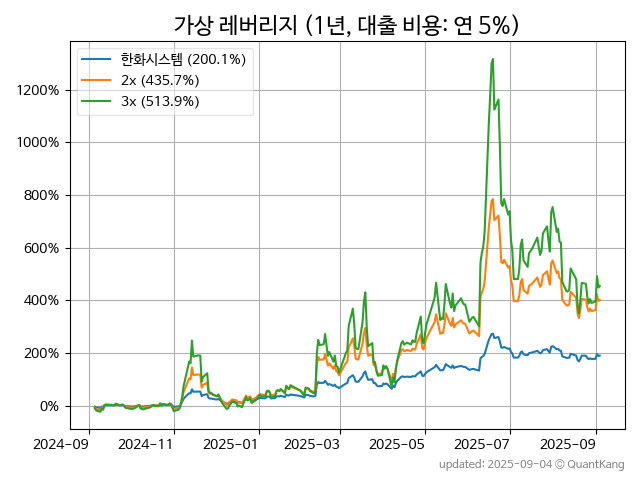 가상 레버리지 (1년, 대출 비용: 연 5%)
한화시스템 (200.1%)
2x (435.7%)
3x (513.9%)
1200%
1000%
800%
600%
400%
200%
0%
2024-09 2024-11 2025-01 2025-03 2025-05 2025-07 2025-09
updated: 2025-09-04 © QuantKang